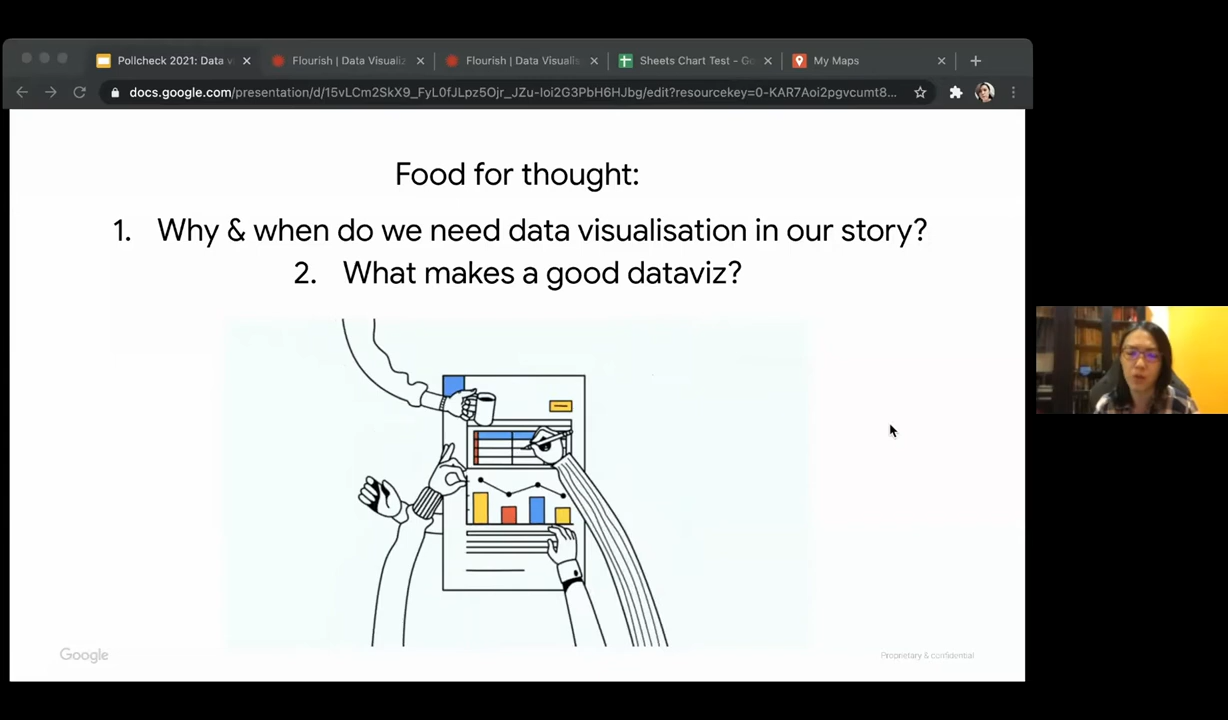 Pollcheck 2021: Data v
Flourish | Data Visualiz
Flourish | Data Visualis
Sheets Chart Test - Go
My Maps
docs.google.com/presentation/d/15vLCm2SkX9_FyL0fJLpz5Ojr_JZu-loi2G3PbH6HJbg/edit?resourcekey=0-KAR7Aoi2pgvcumt8...
Food for thought:
1. Why & when do we need data visualisation in our story?
2. What makes a good dataviz?
Google
Proprietary & confidential